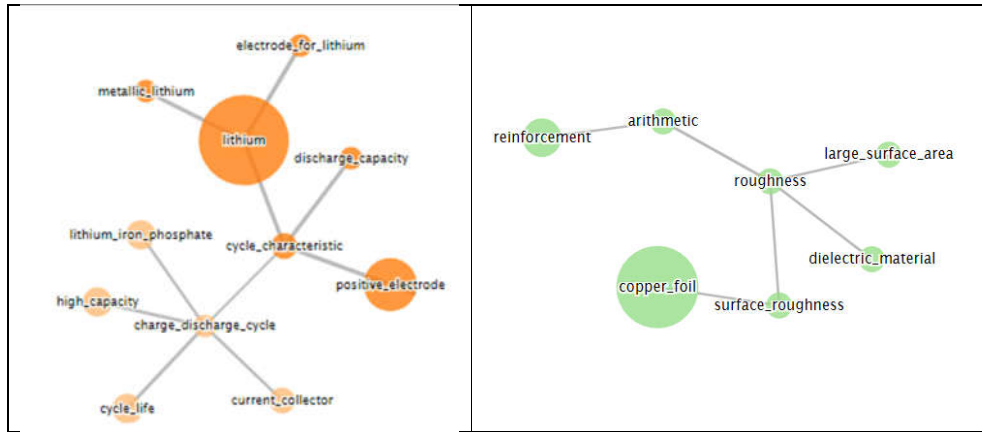 electrode_for_lithium
metallic_lithium
lithium
discharge_capacity
lithium_iron_phosphate
cycle_characteristic
positive_electrode
high_capacity
charge_discharge_cycle
cycle_life
current_collector
arithmetic
reinforcement
large_surface_area
roughness
dielectric_material
copper_foil
surface_roughness